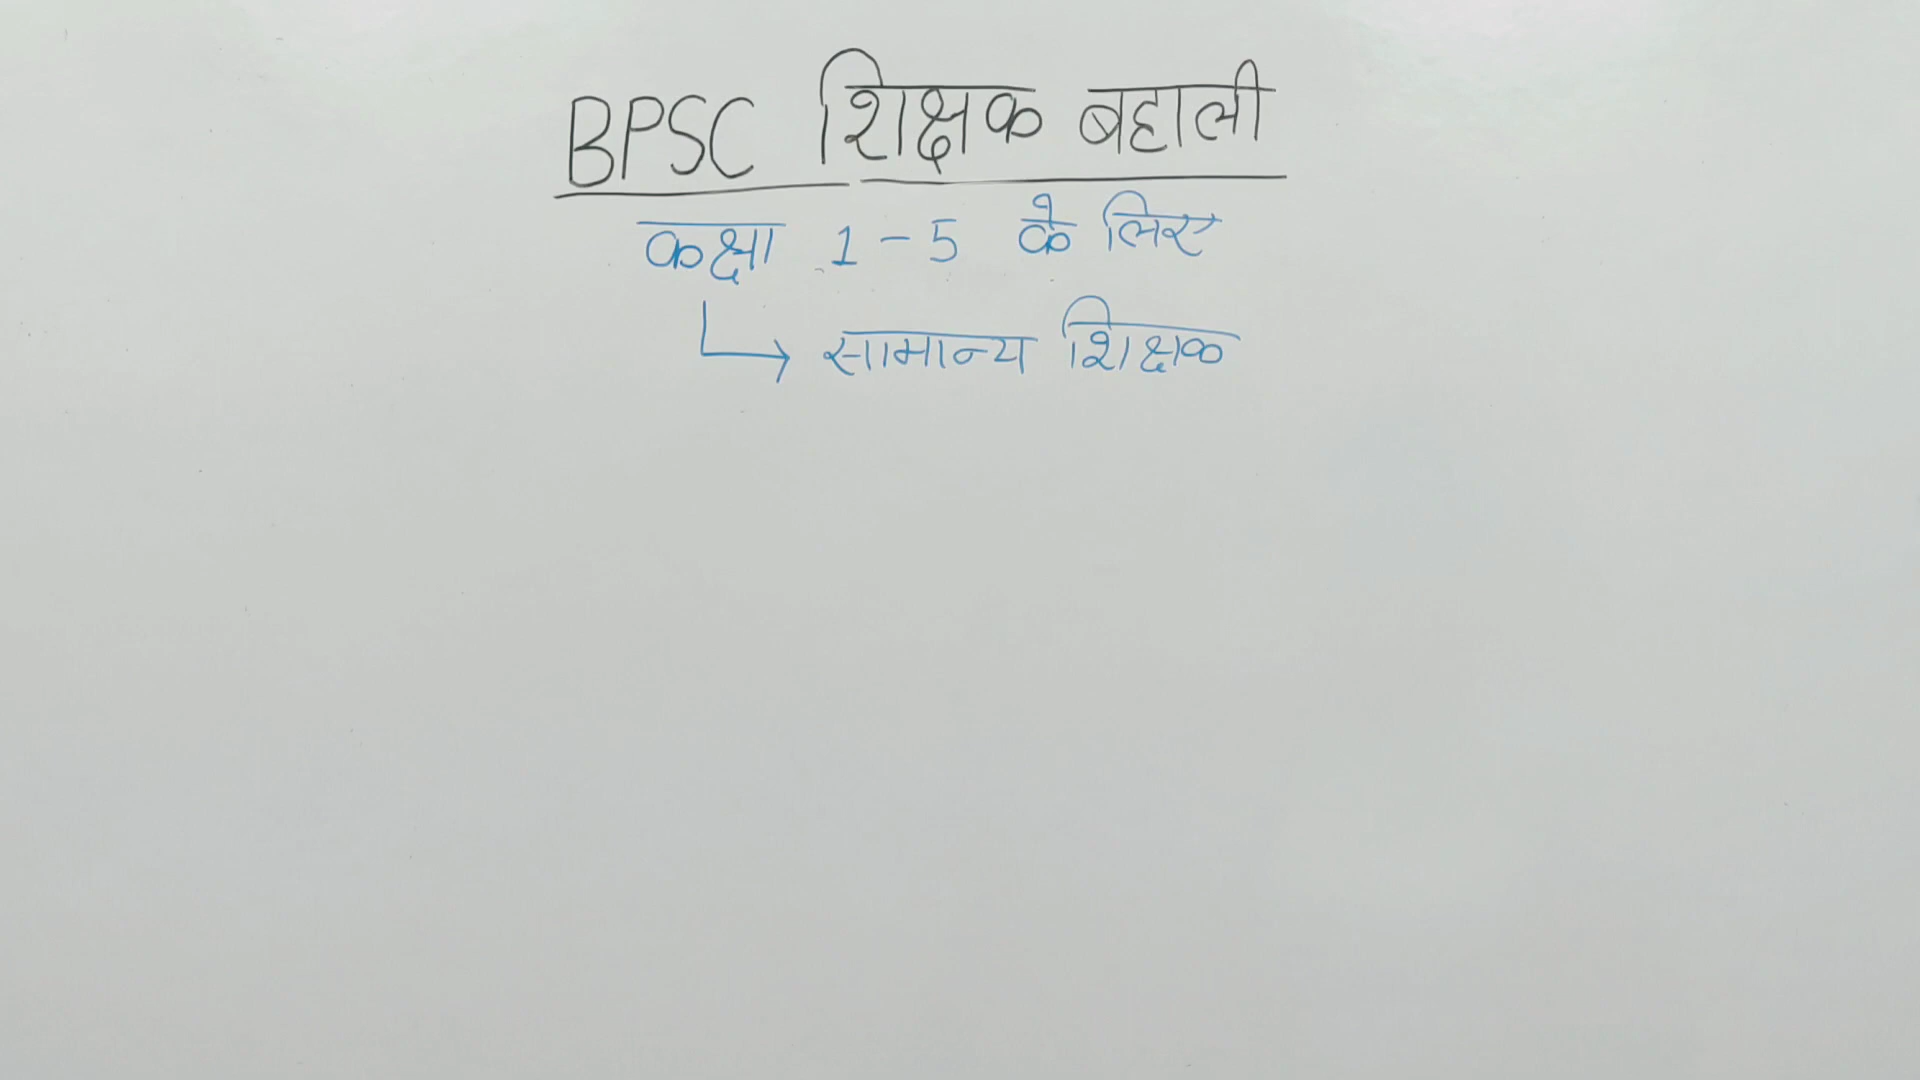 BPSC शिक्षक बहाली
कक्षा 1-5 के लिए
↳ सामान्य शिक्षक